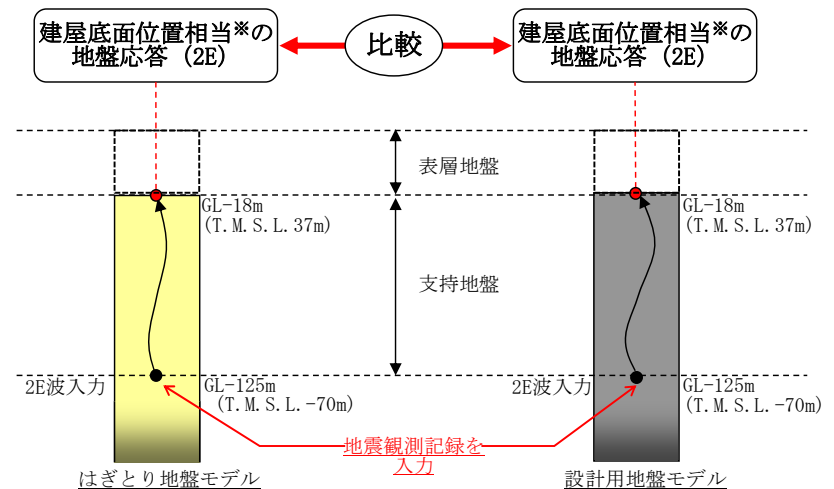 建屋底面位置相当※の
地盤応答（2E）
比較
建屋底面位置相当※の
地盤応答（2E）
表層地盤
GL-18m
(T.M.S.L.37m)
GL-18m
(T.M.S.L.37m)
支持地盤
2E波入力
GL-125m
(T.M.S.L.-70m)
2E波入力
GL-125m
(T.M.S.L.-70m)
地震観測記録を
入力
はぎとり地盤モデル
設計用地盤モデル